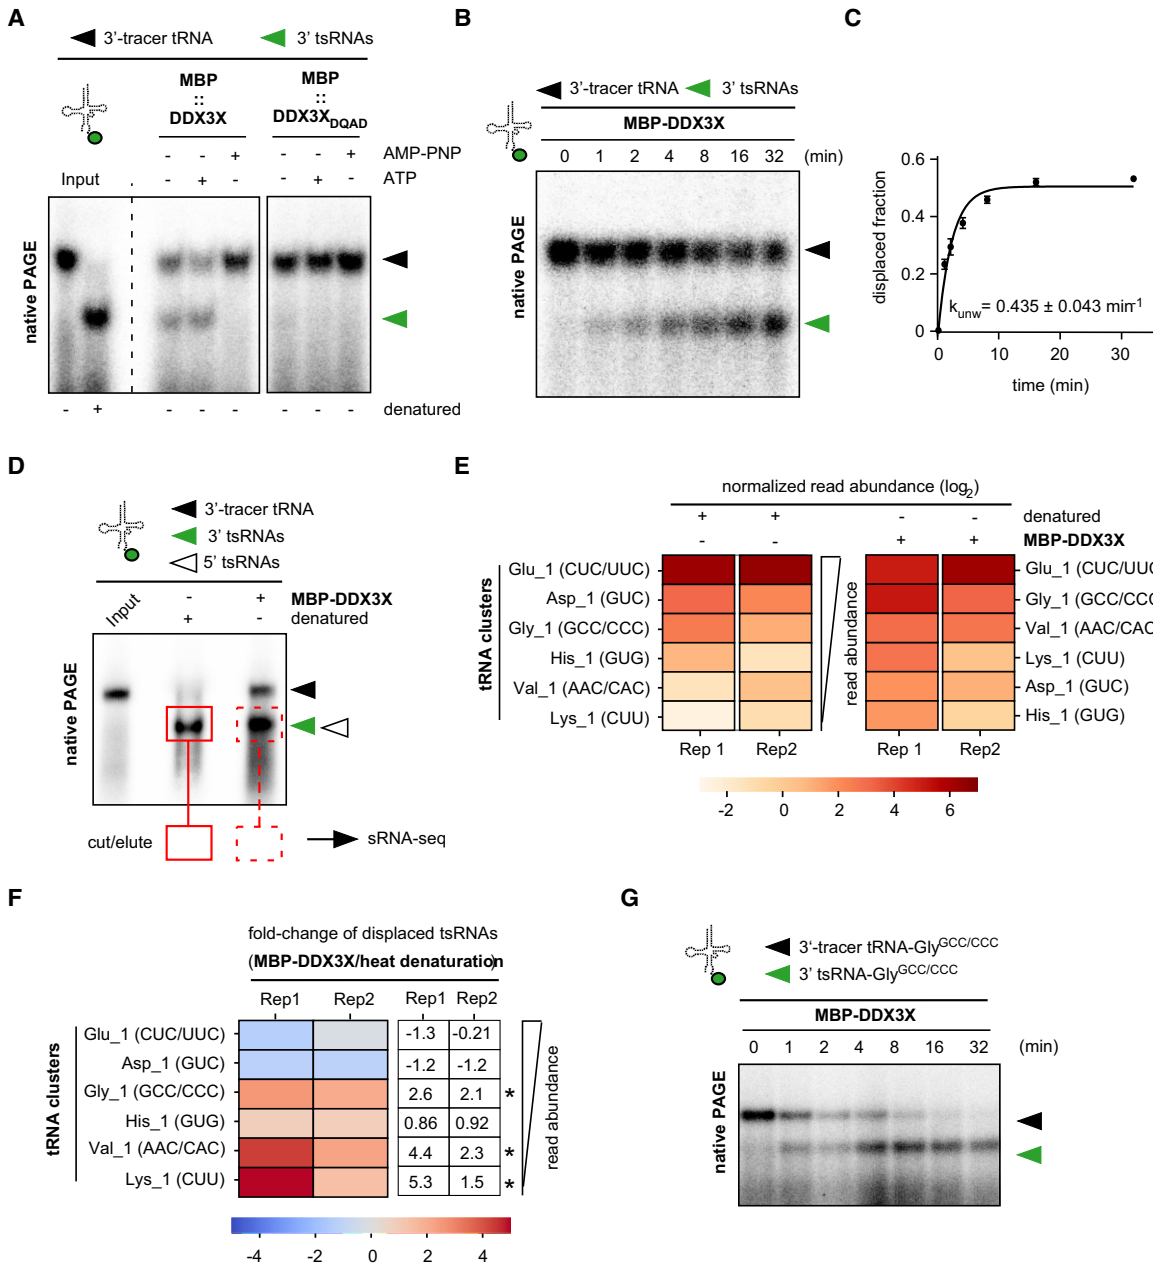 A
3'-tracer tRNA 3' tsRNAs
MBP MBP
:: ::
DDX3X DDX3X DQAD
- - + - - + AMP-PNP
Input - + - - + - ATP
native PAGE
- + - - - - - - denatured
B
3'-tracer tRNA 3' tsRNAs
MBP-DDX3X
0 1 2 4 8 16 32 (min)
native PAGE
C
displaced fraction
0.6
0.4
0.2
0
k unw = 0.435 ± 0.043 min-1
0 10 20 30
time (min)
D
3'-tracer tRNA
3' tsRNAs
5' tsRNAs
Input - + MBP-DDX3X
+ - denatured
native PAGE
cut/elute sRNA-seq
E
normalized read abundance (log2)
+ + - - denatured
- - + + MBP-DDX3X
tRNA clusters
read abundance
Glu_1 (CUC/UUC) Glu_1 (CUC/UUC
Asp_1 (GUC) Gly_1 (GCC/CCC)
Gly_1 (GCC/CCC) Val_1 (AAC/CAC
His_1 (GUG) Lys_1 (CUU)
Val_1 (AAC/CAC) Asp_1 (GUC)
Lys_1 (CUU) His_1 (GUG)
Rep 1 Rep2 Rep 1 Rep2
-2 0 2 4 6
F
fold-change of displaced tsRNAs
(MBP-DDX3X/heat denaturation)
Rep1 Rep2 Rep1 Rep2
tRNA clusters
read abundance
Glu_1 (CUC/UUC) -1.3 -0.21
Asp_1 (GUC) -1.2 -1.2
Gly_1 (GCC/CCC) 2.6 2.1 *
His_1 (GUG) 0.86 0.92
Val_1 (AAC/CAC) 4.4 2.3 *
Lys_1 (CUU) 5.3 1.5 *
-4 -2 0 2 4
G
3'-tracer tRNA-Gly GCC/CCC
3' tsRNA-Gly GCC/CCC
MBP-DDX3X
0 1 2 4 8 16 32 (min)
native PAGE